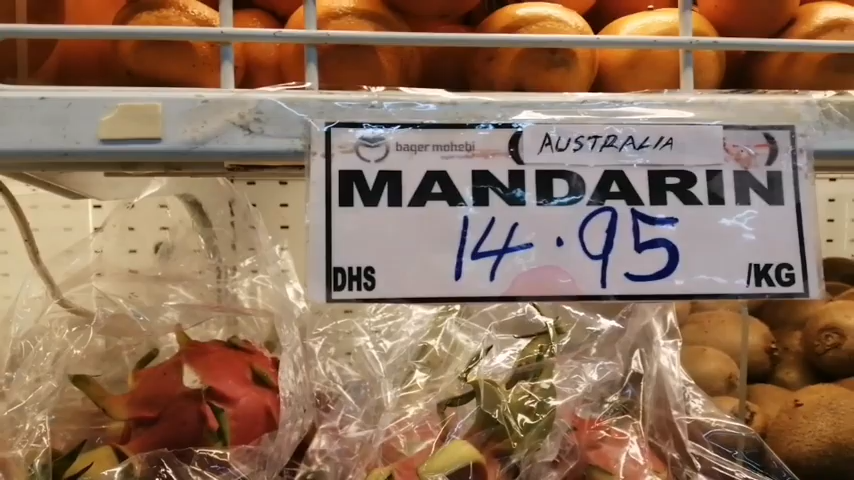 baqer mohebi
AUSTRALIA
MANDARIN
14.95
DHS /KG